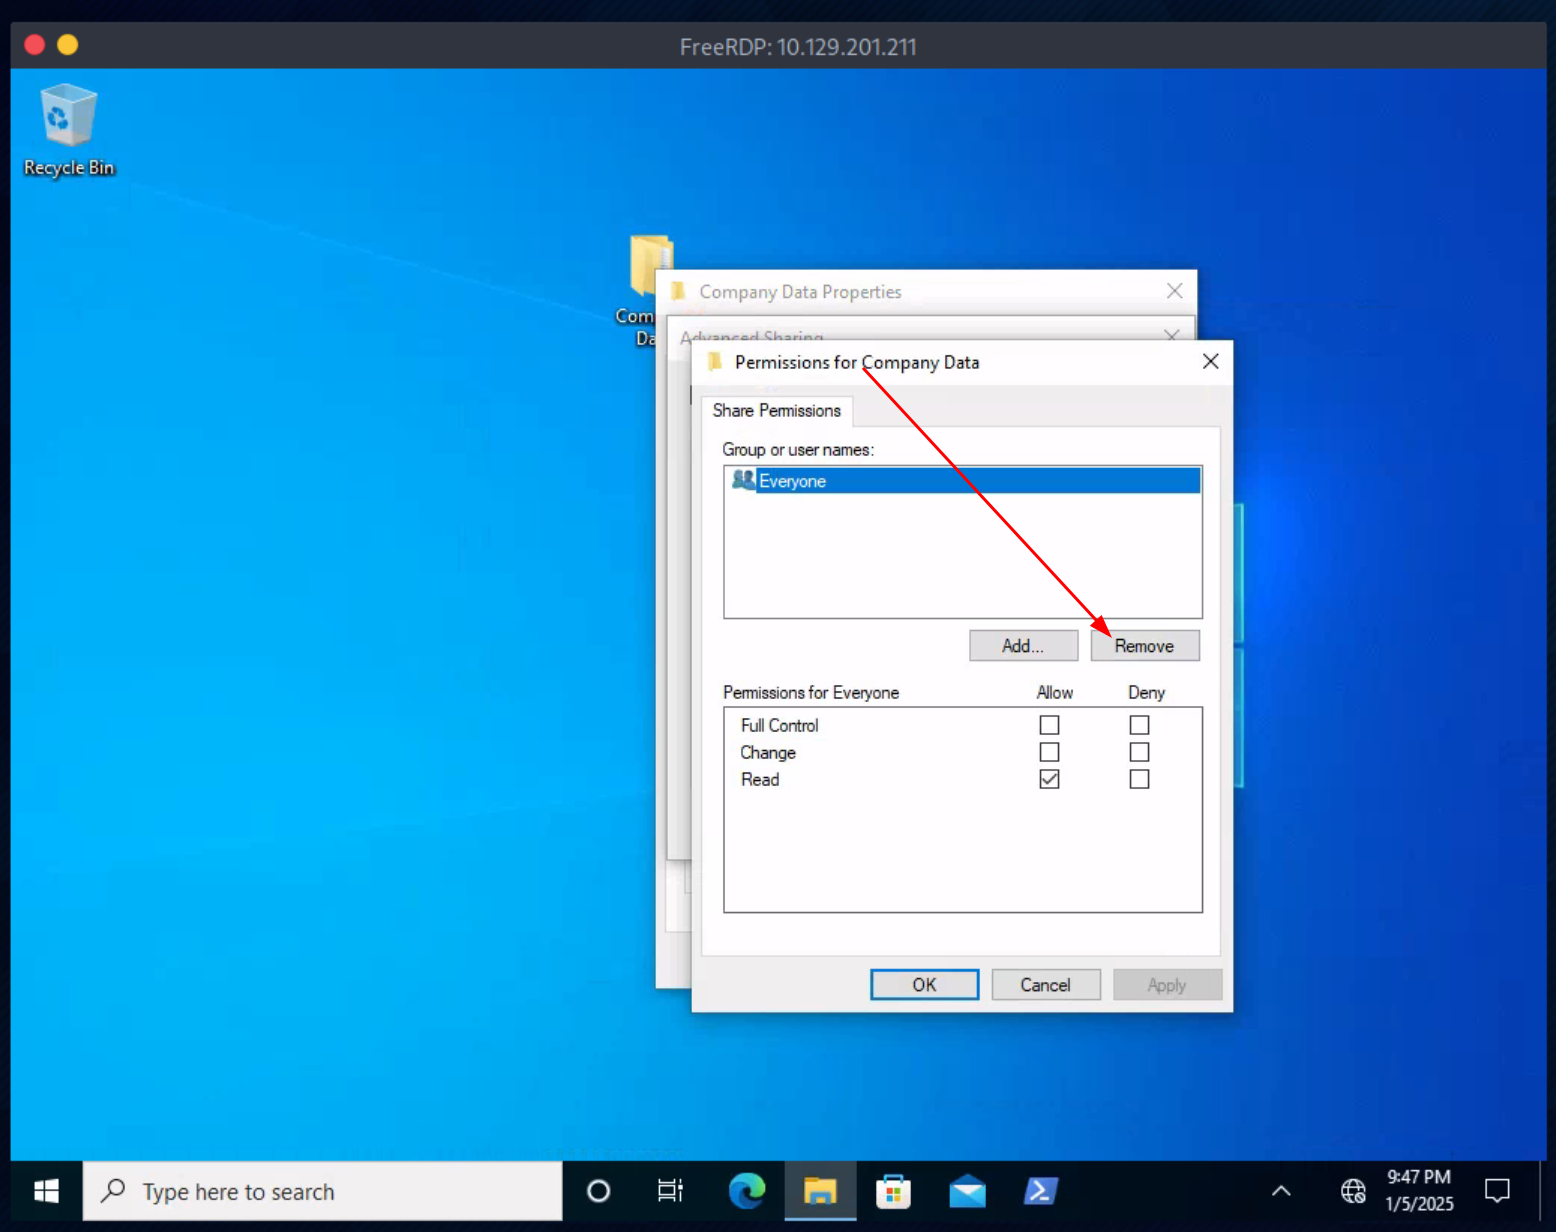 FreeRDP: 10.129.201.211
Recycle Bin
Com
Da
Company Data Properties
Advanced Sharing
Permissions for Company Data
Share Permissions
Group or user names:
Everyone
Add...
Remove
Permissions for Everyone Allow Deny
Full Control
Change
Read
OK
Cancel
Apply
Type here to search
9:47 PM
1/5/2025